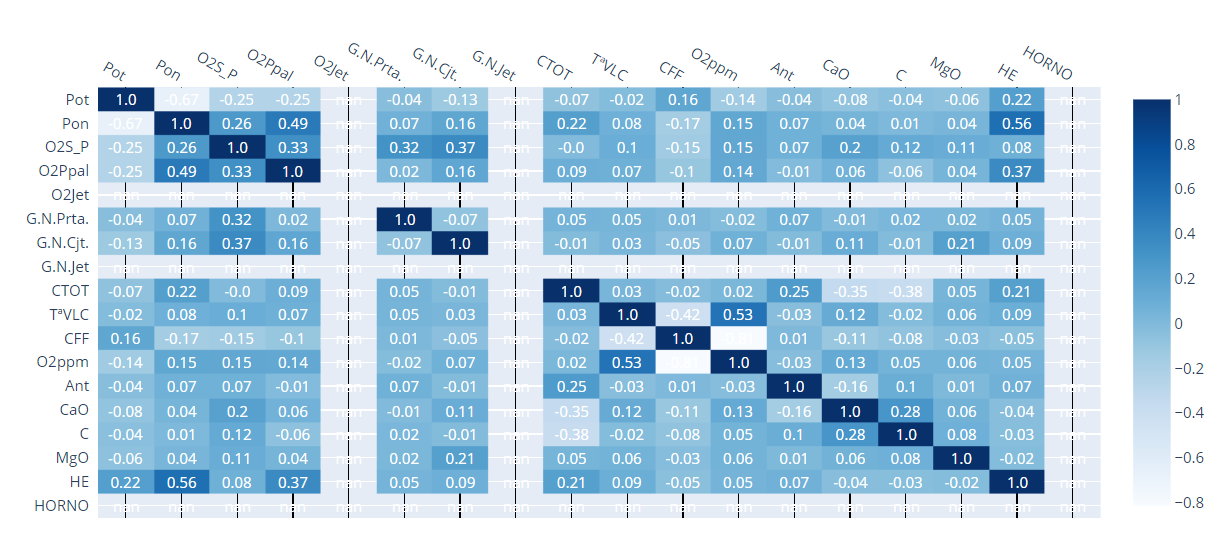 Pot Pon O2S_P O2Ppal O2Jet G.N.Prta. G.N.Cjt. G.N.Jet CTOT TªVLC CFF O2ppm Ant CaO C MgO HE HORNO
Pot 1.0 -0.67 -0.25 -0.25 nan -0.04 -0.13 nan -0.07 -0.02 0.16 -0.14 -0.04 -0.08 -0.04 -0.06 0.22 nan
Pon -0.67 1.0 0.26 0.49 nan 0.07 0.16 nan 0.22 0.08 -0.17 0.15 0.07 0.04 0.01 0.04 0.56 nan
O2S_P -0.25 0.26 1.0 0.33 nan 0.32 0.37 nan -0.0 0.1 -0.15 0.15 0.07 0.2 0.12 0.11 0.08 nan
O2Ppal -0.25 0.49 0.33 1.0 nan 0.02 0.16 nan 0.09 0.07 -0.1 0.14 -0.01 0.06 -0.06 0.04 0.37 nan
O2Jet nan nan nan nan nan nan nan nan nan nan nan nan nan nan nan nan nan nan
G.N.Prta. -0.04 0.07 0.32 0.02 nan 1.0 -0.07 nan 0.05 0.05 0.01 -0.02 0.07 -0.01 0.02 0.02 0.05 nan
G.N.Cjt. -0.13 0.16 0.37 0.16 nan -0.07 1.0 nan -0.01 0.03 -0.05 0.07 -0.01 0.11 -0.01 0.21 0.09 nan
G.N.Jet nan nan nan nan nan nan nan nan nan nan nan nan nan nan nan nan nan nan
CTOT -0.07 0.22 -0.0 0.09 nan 0.05 -0.01 nan 1.0 0.03 -0.02 0.02 0.25 -0.35 -0.38 0.05 0.21 nan
TªVLC -0.02 0.08 0.1 0.07 nan 0.05 0.03 nan 0.03 1.0 -0.42 0.53 -0.03 0.12 -0.02 0.06 0.09 nan
CFF 0.16 -0.17 -0.15 -0.1 nan 0.01 -0.05 nan -0.02 -0.42 1.0 0.01 -0.11 -0.08 -0.03 -0.05 nan
O2ppm -0.14 0.15 0.15 0.14 nan -0.02 0.07 nan 0.02 0.53 1.0 -0.03 0.13 0.05 0.06 0.05 nan
Ant -0.04 0.07 0.07 -0.01 nan 0.07 -0.01 nan 0.25 -0.03 0.01 -0.03 1.0 -0.16 0.1 0.01 0.07 nan
CaO -0.08 0.04 0.2 0.06 nan -0.01 0.11 nan -0.35 0.12 -0.11 0.13 -0.16 1.0 0.28 0.06 -0.04 nan
C -0.04 0.01 0.12 -0.06 nan 0.02 -0.01 nan -0.38 -0.02 -0.08 0.05 0.1 0.28 1.0 0.08 -0.03 nan
MgO -0.06 0.04 0.11 0.04 nan 0.02 0.21 nan 0.05 0.06 -0.03 0.06 0.01 0.06 0.08 1.0 -0.02 nan
HE 0.22 0.56 0.08 0.37 nan 0.05 0.09 nan 0.21 0.09 -0.05 0.05 0.07 -0.04 -0.03 -0.02 1.0 nan
HORNO nan nan nan nan nan nan nan nan nan nan nan nan nan nan nan nan nan nan
1
0.8
0.6
0.4
0.2
0
−0.2
−0.4
−0.6
−0.8